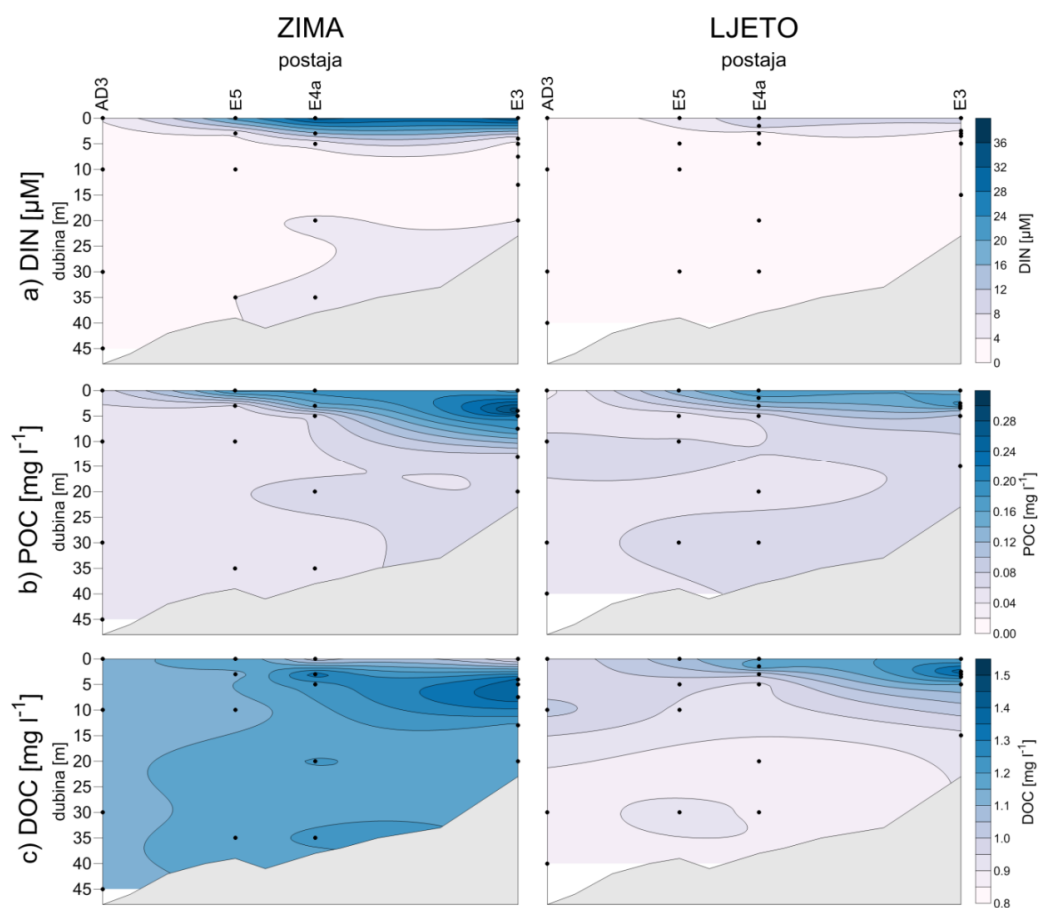 ZIMA
LJETO
postaja
postaja
AD3
E5
E4a
E3
AD3
E5
E4a
E3
a) DIN [µM]
dubina [m]
0
5
10
15
20
25
30
35
40
45
36
32
28
24
20
16
12
8
4
0
DIN [µM]
b) POC [mg l⁻¹]
dubina [m]
0
5
10
15
20
25
30
35
40
45
0.28
0.24
0.20
0.16
0.12
0.08
0.04
0.00
POC [mg l⁻¹]
c) DOC [mg l⁻¹]
dubina [m]
0
5
10
15
20
25
30
35
40
45
1.5
1.4
1.3
1.2
1.1
1.0
0.9
0.8
DOC [mg l⁻¹]